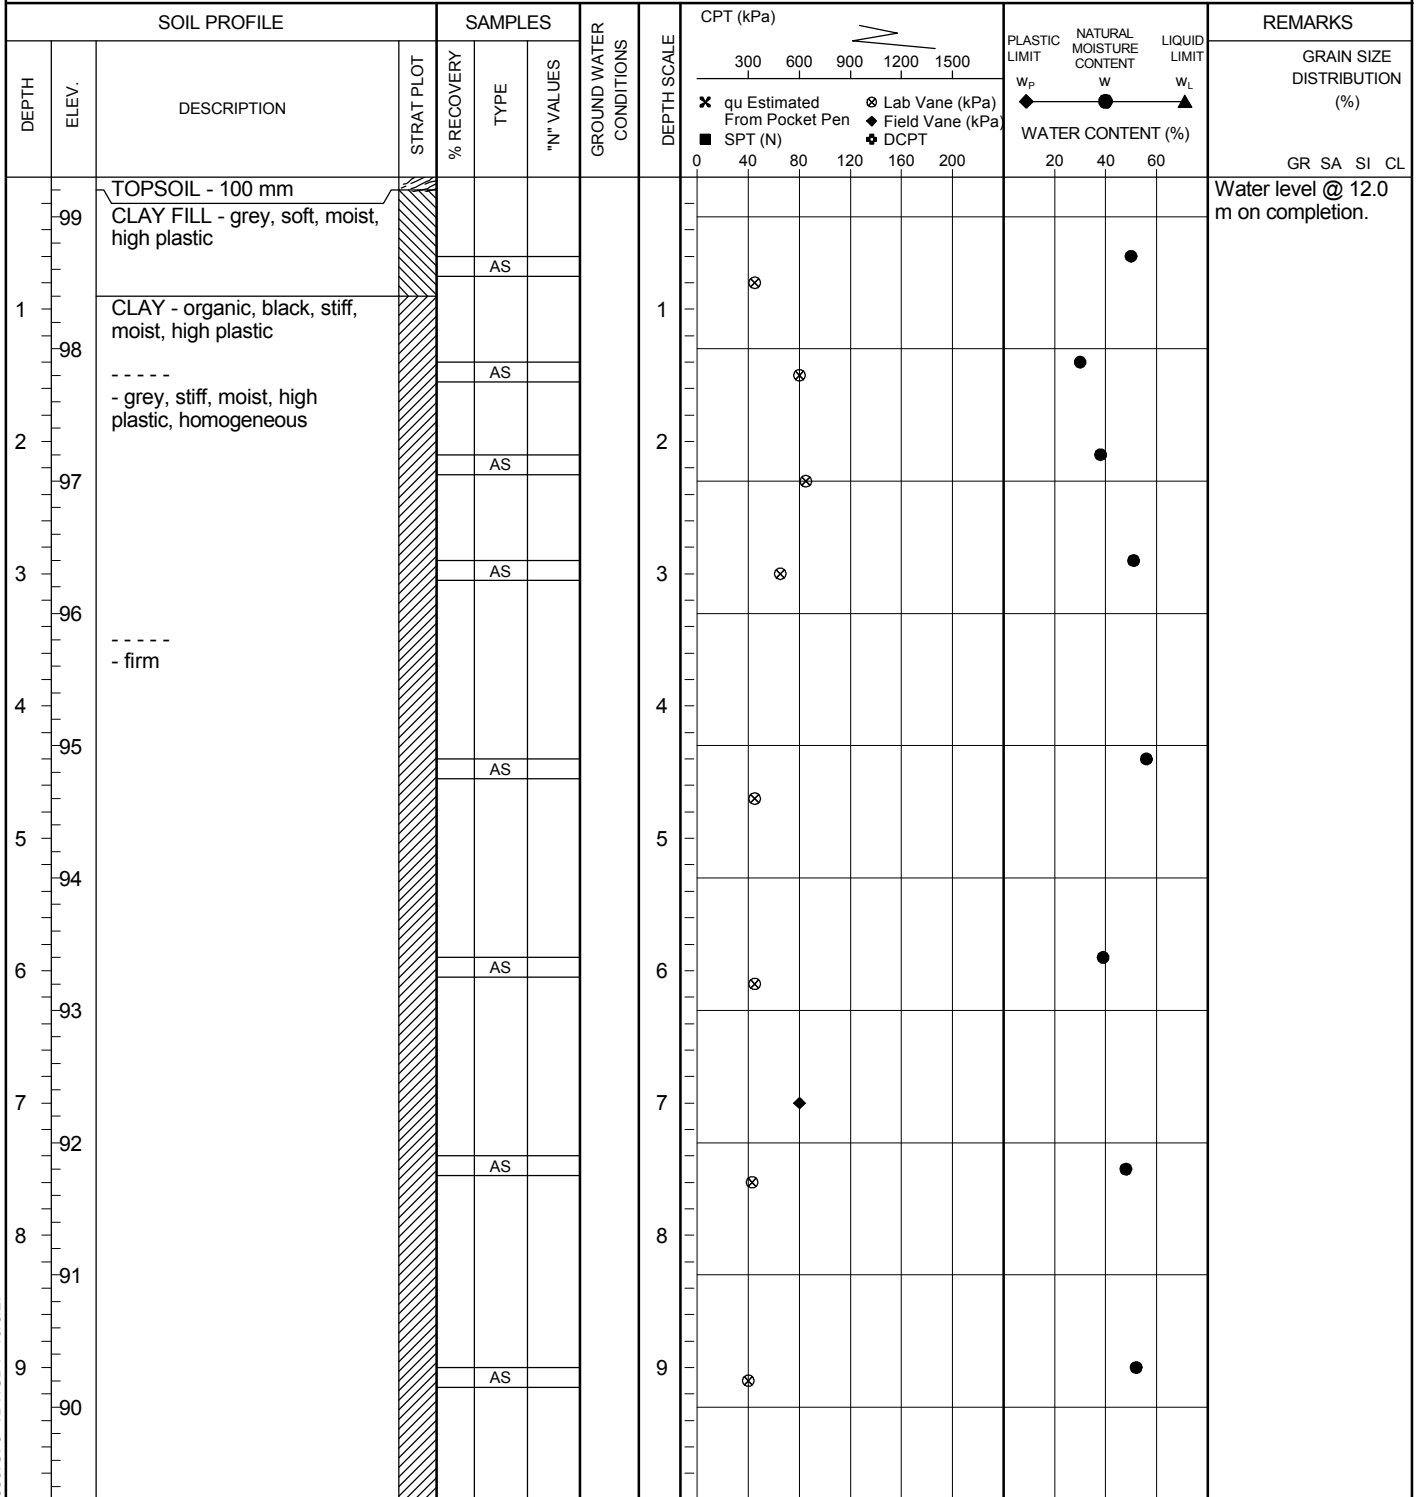 SOIL PROFILE
SAMPLES
GROUND WATER
CONDITIONS
DEPTH SCALE
CPT (kPa)
300 600 900 1200 1500
PLASTIC
LIMIT
NATURAL
MOISTURE
CONTENT
LIQUID
LIMIT
REMARKS
DEPTH
ELEV.
DESCRIPTION
STRAT PLOT
% RECOVERY
TYPE
"N" VALUES
qu Estimated
From Pocket Pen
SPT (N)
Lab Vane (kPa)
Field Vane (kPa)
DCPT
0 40 80 120 160 200
wP w wL
WATER CONTENT (%)
20 40 60
GRAIN SIZE
DISTRIBUTION
(%)
GR SA SI CL
TOPSOIL - 100 mm
Water level @ 12.0
m on completion.
99
CLAY FILL - grey, soft, moist,
high plastic
AS
1
CLAY - organic, black, stiff,
moist, high plastic
1
98
- - - - -
AS
- grey, stiff, moist, high
plastic, homogeneous
2
2
AS
97
AS
3
3
96
- - - - -
- firm
4
4
95
AS
5
5
94
AS
6
6
93
7
7
92
AS
8
8
91
9
9
AS
90